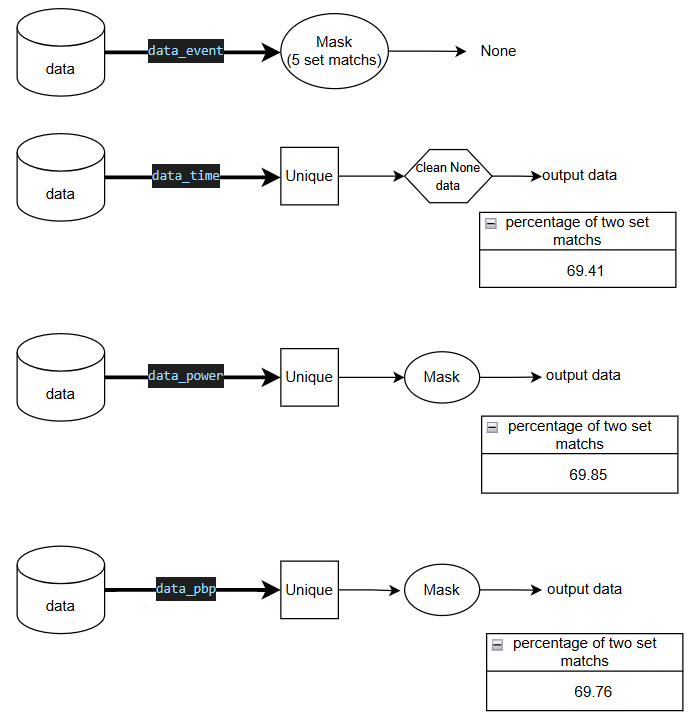 data
data_event
Mask
(5 set matchs)
None
data
data_time
Unique
Clean None
data
output data
percentage of two set
matchs
69.41
data
data_power
Unique
Mask
output data
percentage of two set
matchs
69.85
data
data_pbp
Unique
Mask
output data
percentage of two set
matchs
69.76